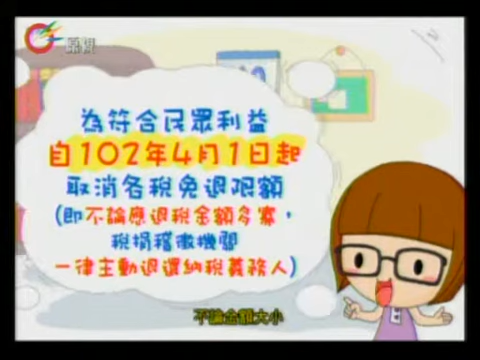 為符合民眾利益
自102年4月1日起
取消各稅免退限額
(即不論應退稅金額多寡，
稅捐稽徵機關
一律主動退還納稅義務人)
不論金額大小